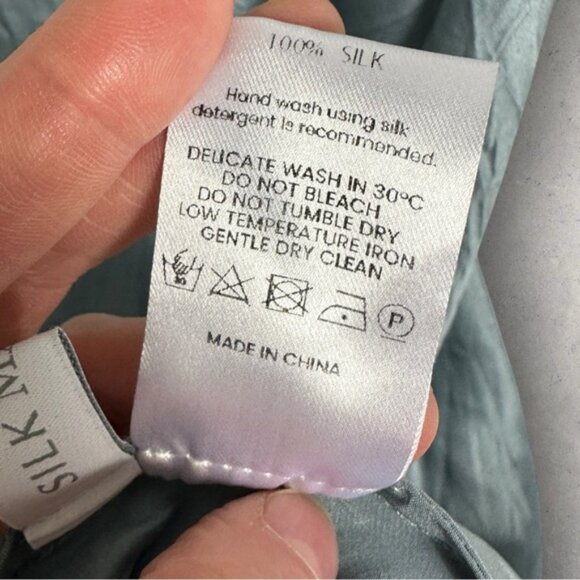 100% SILK
Hand wash using silk
detergent is recommended.
DELICATE WASH IN 30°C
DO NOT BLEACH
DO NOT TUMBLE DRY
LOW TEMPERATURE IRON
GENTLE DRY CLEAN
P
MADE IN CHINA
SILK